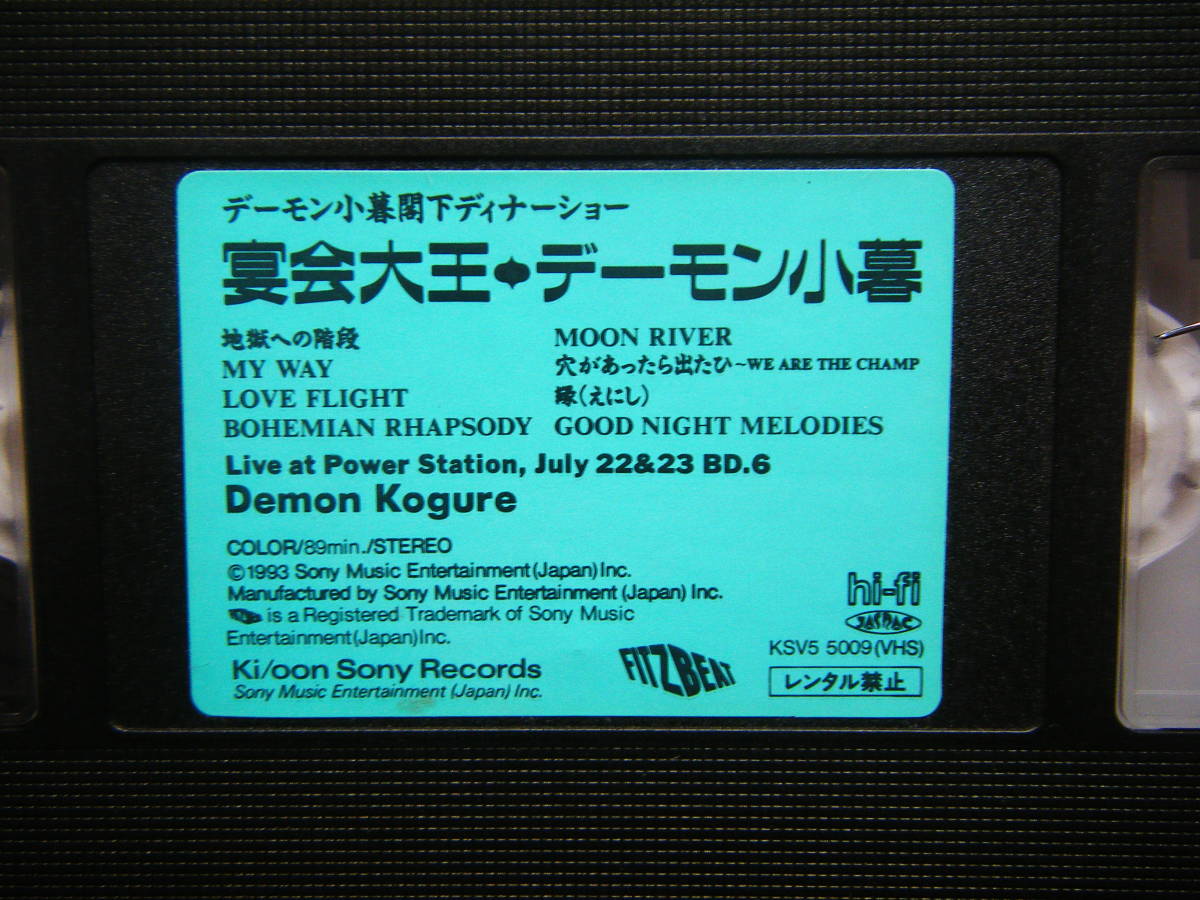 デーモン小暮閣下ディナーショー
宴会大王・デーモン小暮
地獄への階段
MY WAY
LOVE FLIGHT
BOHEMIAN RHAPSODY
MOON RIVER
穴があったら出たひ~WE ARE THE CHAMP
縁(えにし)
GOOD NIGHT MELODIES
Live at Power Station, July 22&23 BD.6
Demon Kogure
COLOR/89min./STEREO
©1993 Sony Music Entertainment (Japan) Inc.
Manufactured by Sony Music Entertainment (Japan) Inc.
is a Registered Trademark of Sony Music
Entertainment (Japan) Inc.
Ki/oon Sony Records
Sony Music Entertainment (Japan) Inc.
FITZBEAT
hi-fi
JASRAC
KSV5 5009(VHS)
レンタル禁止